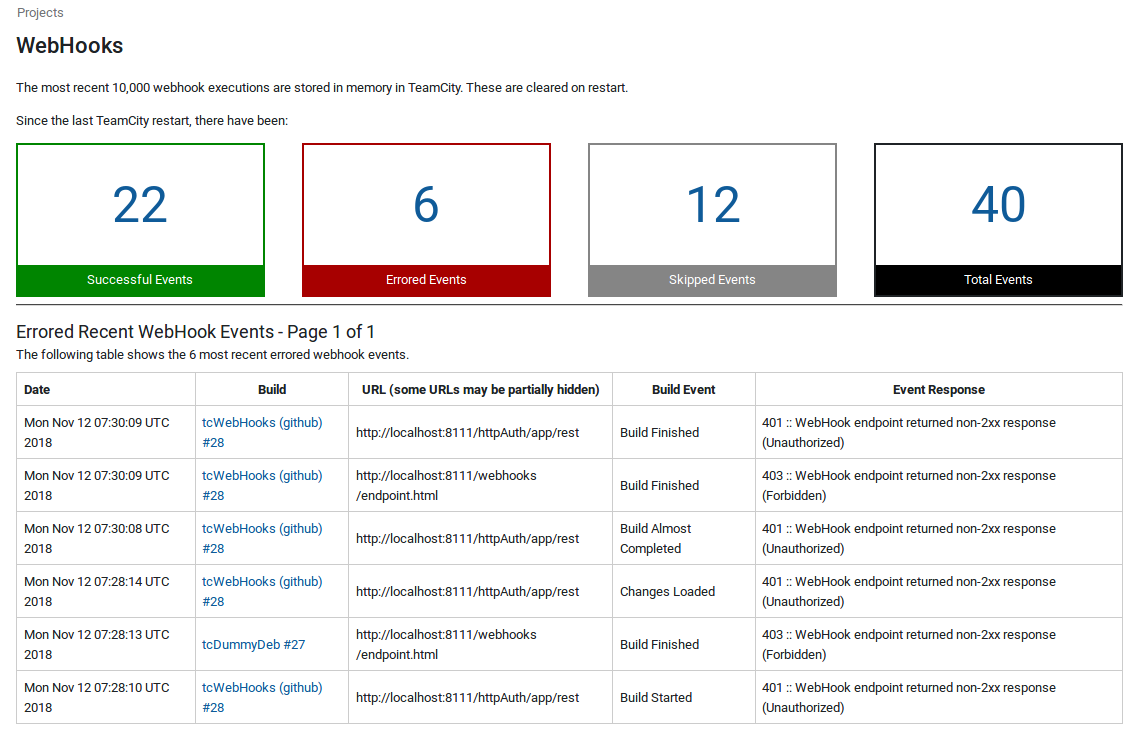 Projects
WebHooks
The most recent 10,000 webhook executions are stored in memory in TeamCity. These are cleared on restart.
Since the last TeamCity restart, there have been:
22
Successful Events
6
Errored Events
12
Skipped Events
40
Total Events
Errored Recent WebHook Events - Page 1 of 1
The following table shows the 6 most recent errored webhook events.
Date Build URL (some URLs may be partially hidden) Build Event Event Response
Mon Nov 12 07:30:09 UTC
2018
tcWebHooks (github)
#28
http://localhost:8111/httpAuth/app/rest
Build Finished
401 :: WebHook endpoint returned non-2xx response
(Unauthorized)
Mon Nov 12 07:30:09 UTC
2018
tcWebHooks (github)
#28
http://localhost:8111/webhooks
/endpoint.html
Build Finished
403 :: WebHook endpoint returned non-2xx response
(Forbidden)
Mon Nov 12 07:30:08 UTC
2018
tcWebHooks (github)
#28
http://localhost:8111/httpAuth/app/rest
Build Almost
Completed
401 :: WebHook endpoint returned non-2xx response
(Unauthorized)
Mon Nov 12 07:28:14 UTC
2018
tcWebHooks (github)
#28
http://localhost:8111/httpAuth/app/rest
Changes Loaded
401 :: WebHook endpoint returned non-2xx response
(Unauthorized)
Mon Nov 12 07:28:13 UTC
2018
tcDummyDeb #27
http://localhost:8111/webhooks
/endpoint.html
Build Finished
403 :: WebHook endpoint returned non-2xx response
(Forbidden)
Mon Nov 12 07:28:10 UTC
2018
tcWebHooks (github)
#28
http://localhost:8111/httpAuth/app/rest
Build Started
401 :: WebHook endpoint returned non-2xx response
(Unauthorized)